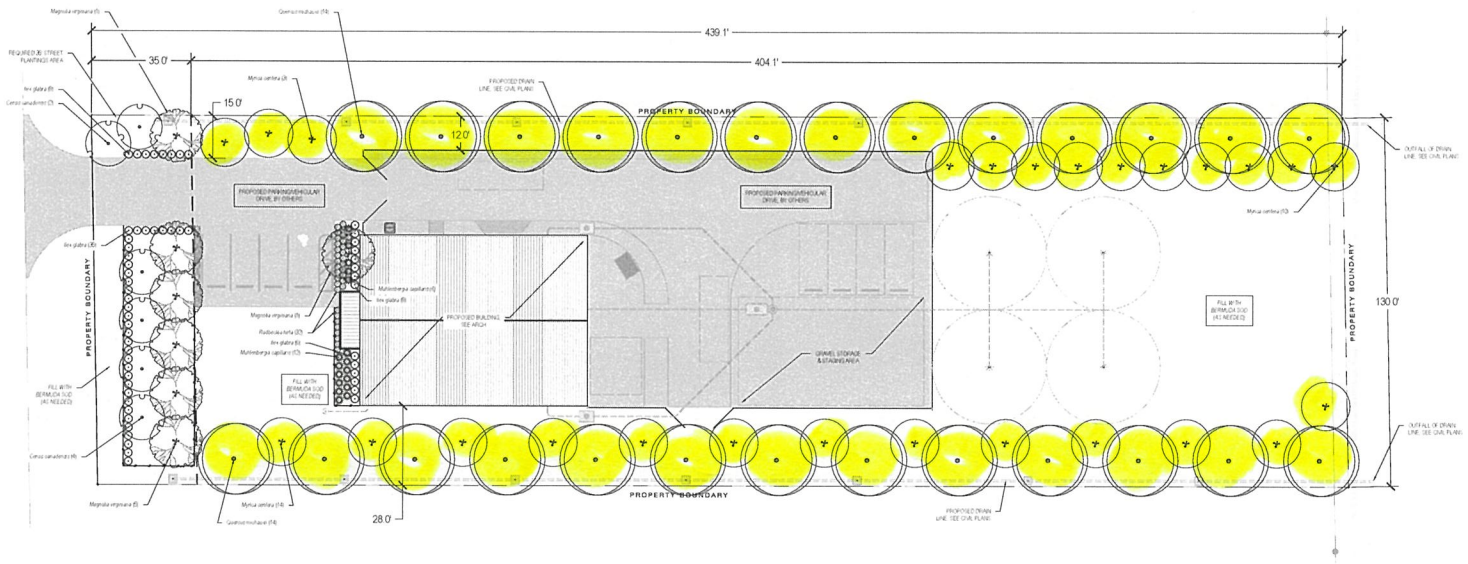 Magnolia virginiana (5)
Quercus nuttauii (14)
439.1'
REQUIRED 35' STREET
PLANTINGS AREA
35.0'
404.1'
Ilex glabra (9)
Cercis canadensis (2)
Myrica cerifera (3)
PROPOSED DRAIN
LINE, SEE CIVIL PLANS
15.0'
12.0'
PROPERTY BOUNDARY
OUTFALL OF DRAIN
LINE, SEE CIVIL PLANS
PROPOSED PARKING/VEHICULAR
DRIVE, BY OTHERS
PROPOSED PARKING/VEHICULAR
DRIVE, BY OTHERS
Myrica cerifera (10)
Ilex glabra
PROPERTY BOUNDARY
Muhlenbergia capillaris
Ilex glabra (6)
Magnolia virginiana
Rudbeckia hirta
Ilex glabra (6)
Muhlenbergia capillaris (10)
PROPOSED BUILDING,
SEE ARCH.
GRAVEL STORAGE
& STAGING AREA
FILL WITH
BERMUDA SOD
(AS NEEDED)
130.0'
PROPERTY BOUNDARY
FILL WITH
BERMUDA SOD
(AS NEEDED)
FILL WITH
BERMUDA SOD
(AS NEEDED)
Cercis canadensis (4)
OUTFALL OF DRAIN
LINE, SEE CIVIL PLANS
Magnolia virginiana (5)
Myrica cerifera (14)
Quercus nuttauii (14)
28.0'
PROPERTY BOUNDARY
PROPOSED DRAIN
LINE, SEE CIVIL PLANS